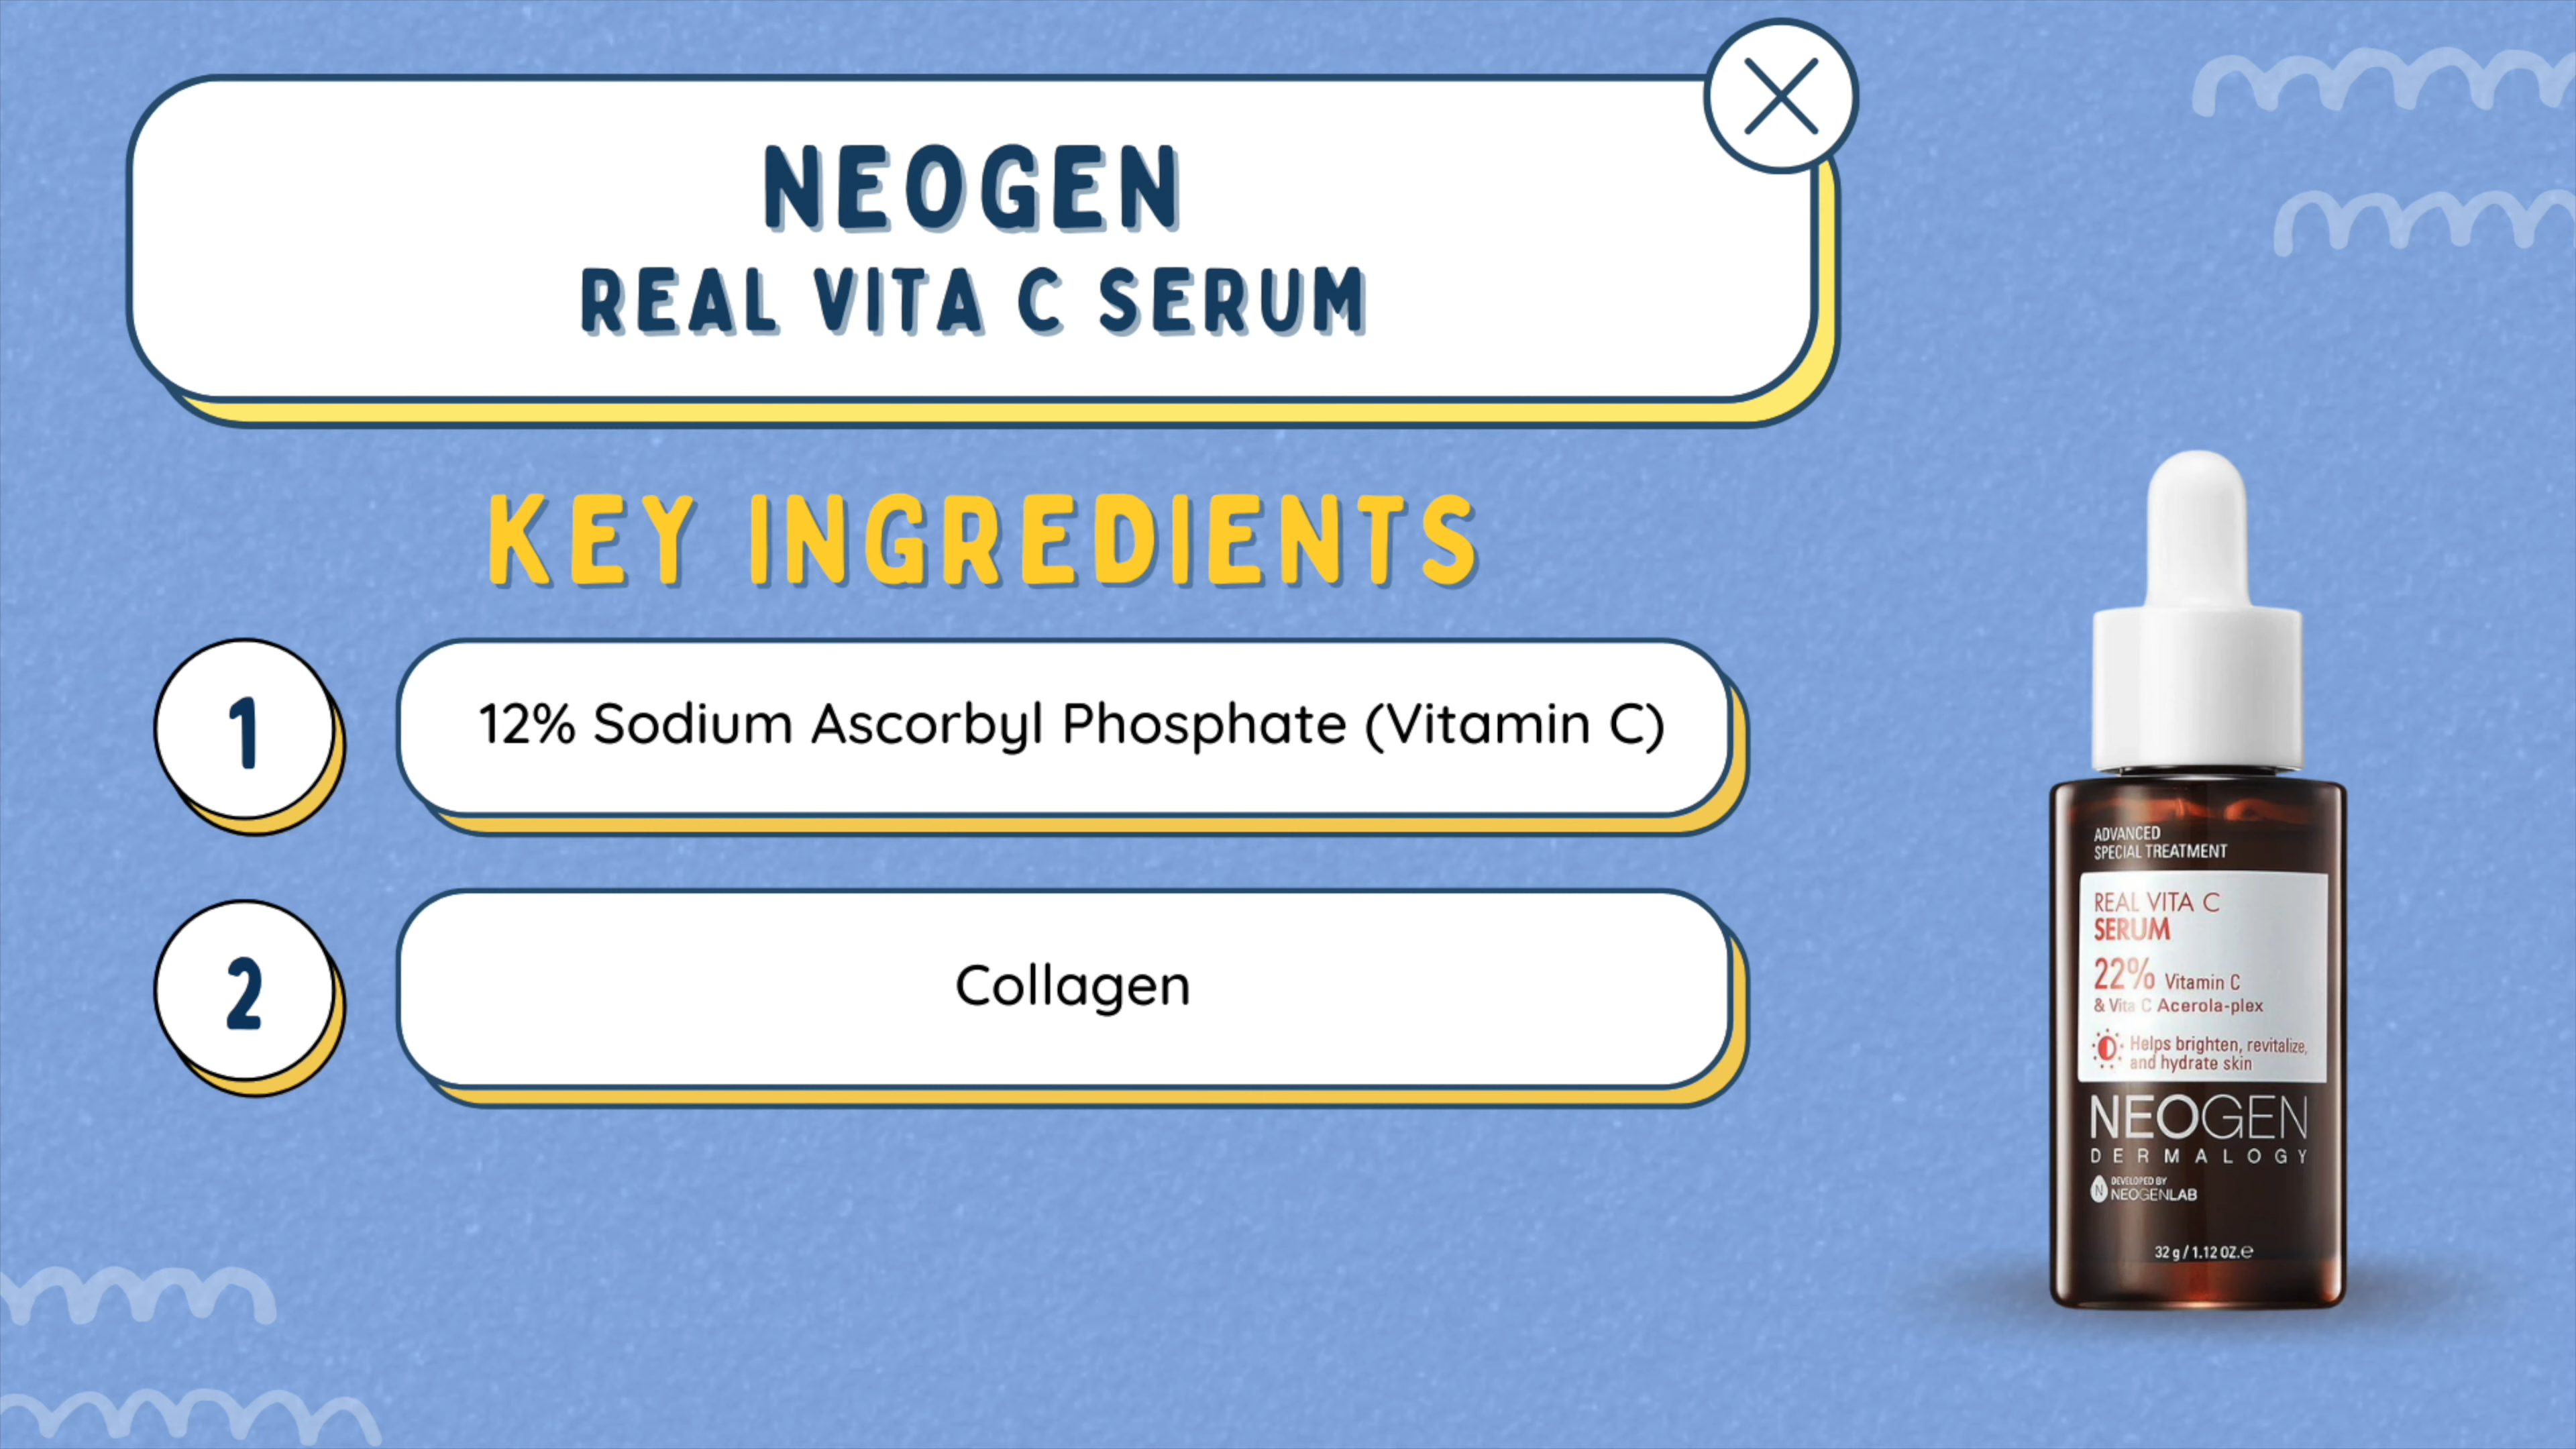 NEOGEN
REAL VITA C SERUM
KEY INGREDIENTS
1
12% Sodium Ascorbyl Phosphate (Vitamin C)
2
Collagen
ADVANCED
SPECIAL TREATMENT
REAL VITA C
SERUM
22% Vitamin C
& Vita C Acerola-plex
Helps brighten, revitalize,
and hydrate skin
NEOGEN
DERMALOGY
N
DEVELOPED BY
NEOGENLAB
32 g / 1.12 OZ.℮